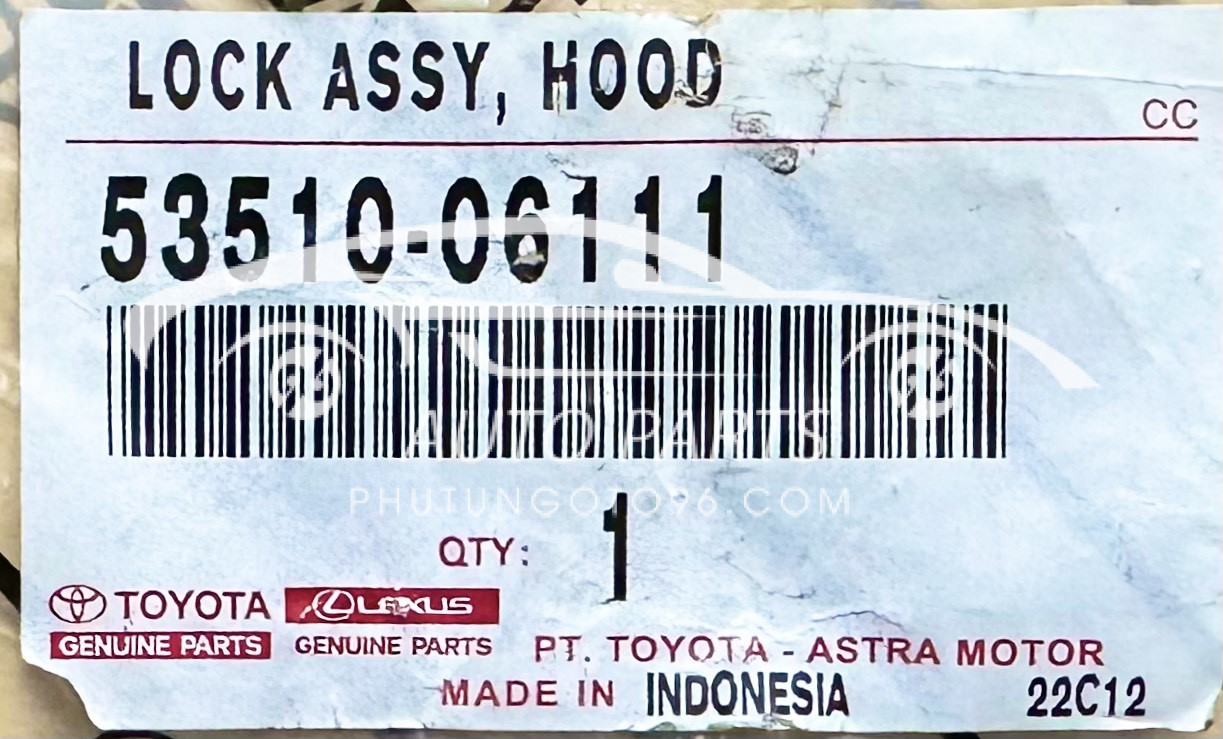 LOCK ASSY, HOOD
CC
53510-06111
AUTO PARTS
PHUTUNGOTO96.COM
QTY: 1
TOYOTA LEXUS
GENUINE PARTS GENUINE PARTS
PT. TOYOTA - ASTRA MOTOR
MADE IN INDONESIA 22C12